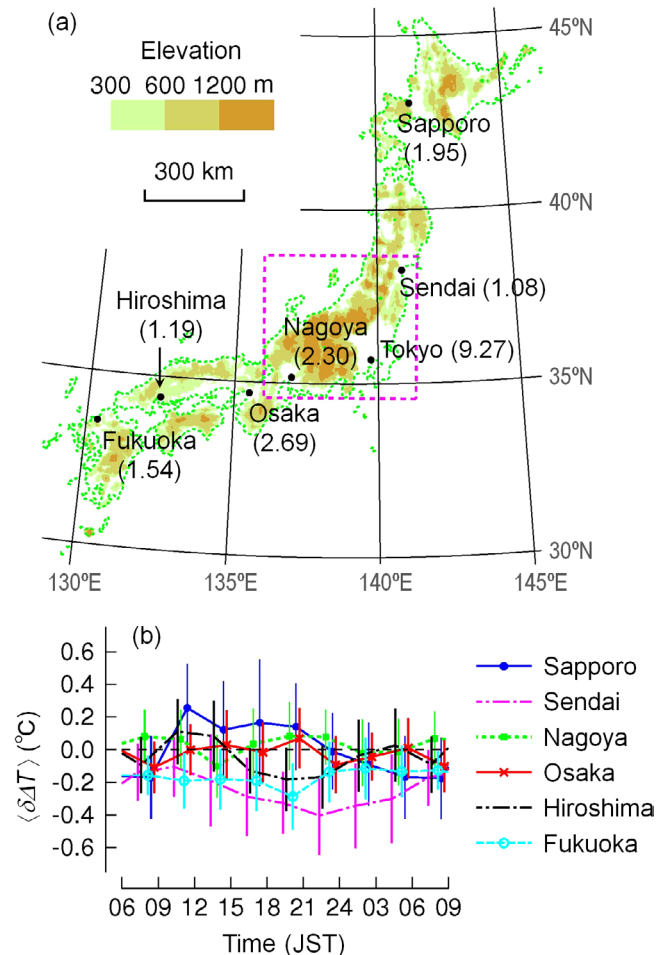 (a)
Elevation
300 600 1200 m
300 km
45ºN
40ºN
35ºN
30ºN
130ºE
135ºE
140ºE
145ºE
Sapporo
(1.95)
Sendai (1.08)
Hiroshima
(1.19)
Nagoya
(2.30)
Tokyo (9.27)
Osaka
(2.69)
Fukuoka
(1.54)
(b)
⟨δΔT⟩ (°C)
0.6
0.4
0.2
0.0
-0.2
-0.4
-0.6
06 09 12 15 18 21 24 03 06 09
Time (JST)
Sapporo
Sendai
Nagoya
Osaka
Hiroshima
Fukuoka